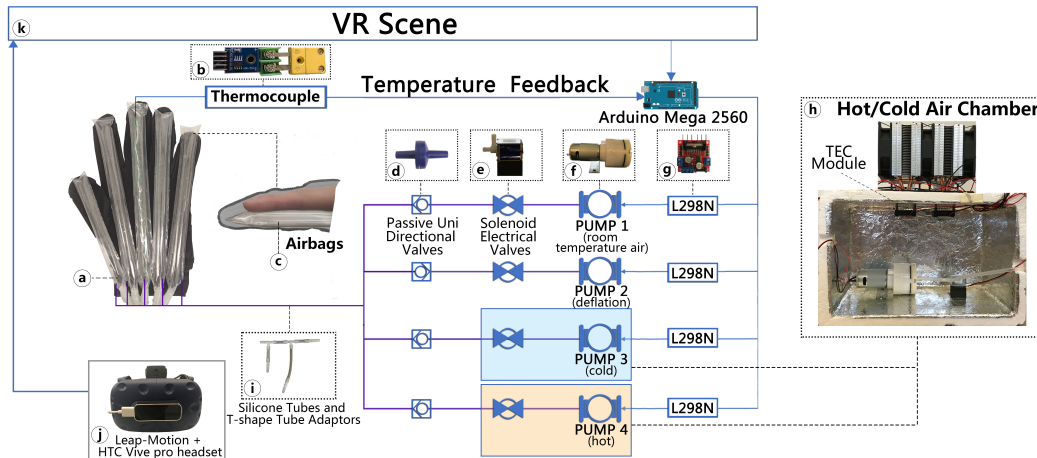 k
VR Scene
b
Thermocouple
Temperature Feedback
Arduino Mega 2560
h
Hot/Cold Air Chamber
TEC
Module
d
e
f
g
a
Airbags
c
Passive Uni
Directional
Valves
Solenoid
Electrical
Valves
PUMP 1
(room
temperature air)
L298N
PUMP 2
(deflation)
L298N
PUMP 3
(cold)
L298N
PUMP 4
(hot)
L298N
i
Silicone Tubes and
T-shape Tube Adaptors
j
Leap-Motion +
HTC Vive pro headset